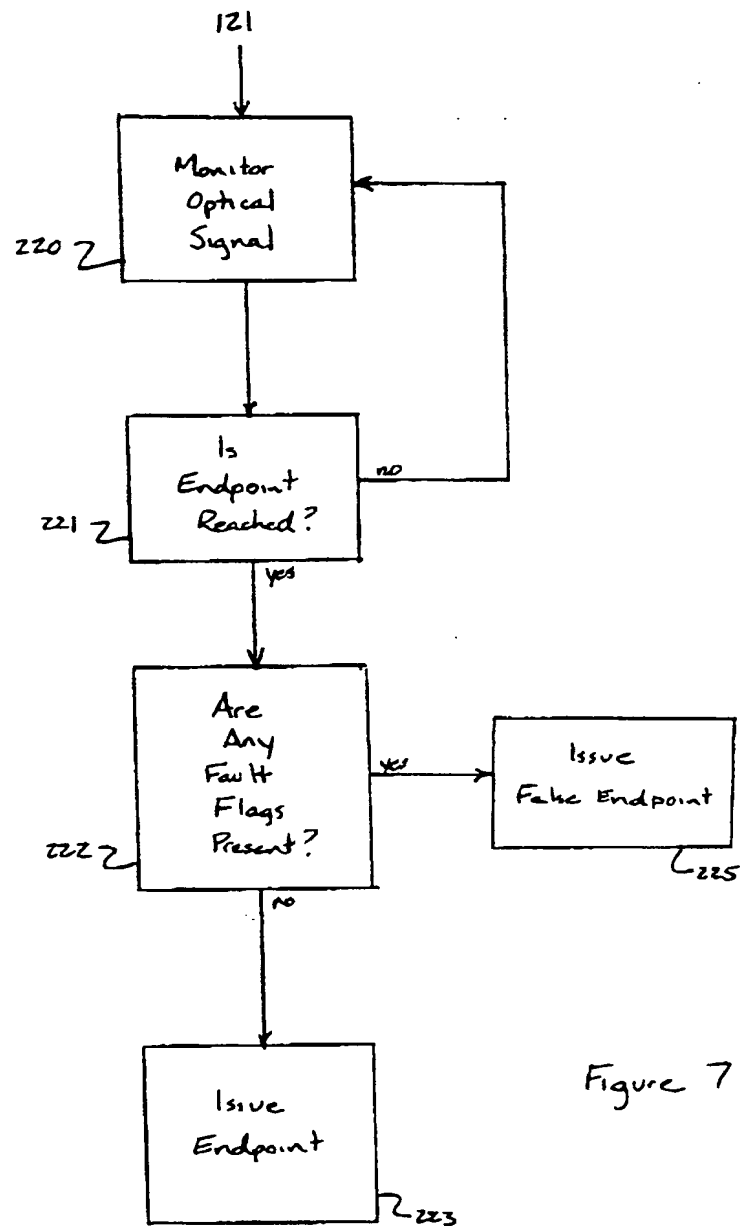 121
Monitor
Optical
Signal
220
Is
Endpoint
Reached?
no
221
yes
Are
Any
Fault
Flags
Present?
yes
222
Issue
False Endpoint
225
no
Issue
Endpoint
223
Figure 7